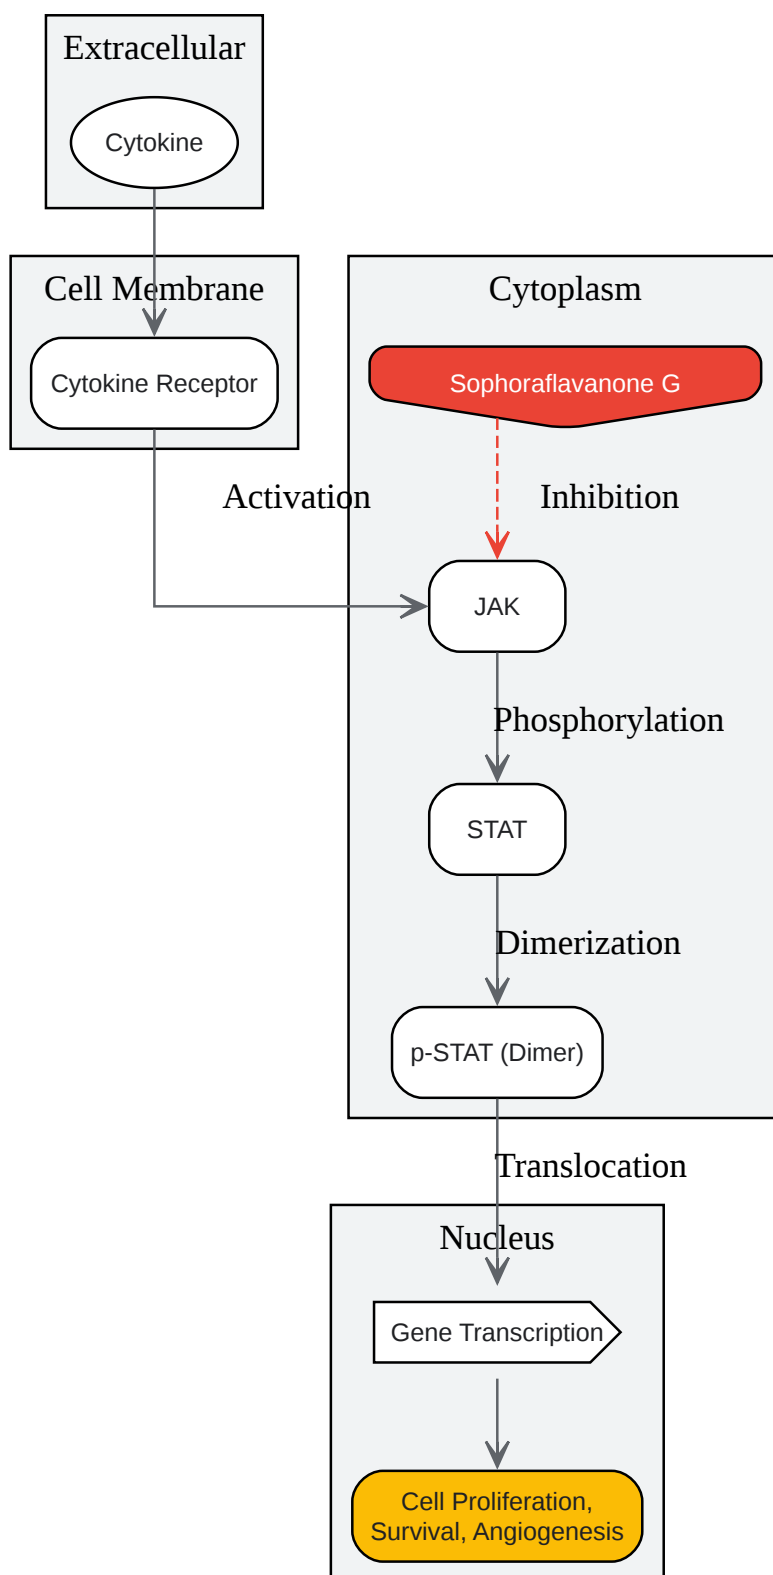 Extracellular
Cytokine
Cell Membrane
Cytokine Receptor
Cytoplasm
Sophoraflavanone G
Activation
Inhibition
JAK
Phosphorylation
STAT
Dimerization
p-STAT (Dimer)
Translocation
Nucleus
Gene Transcription
Cell Proliferation,
Survival, Angiogenesis